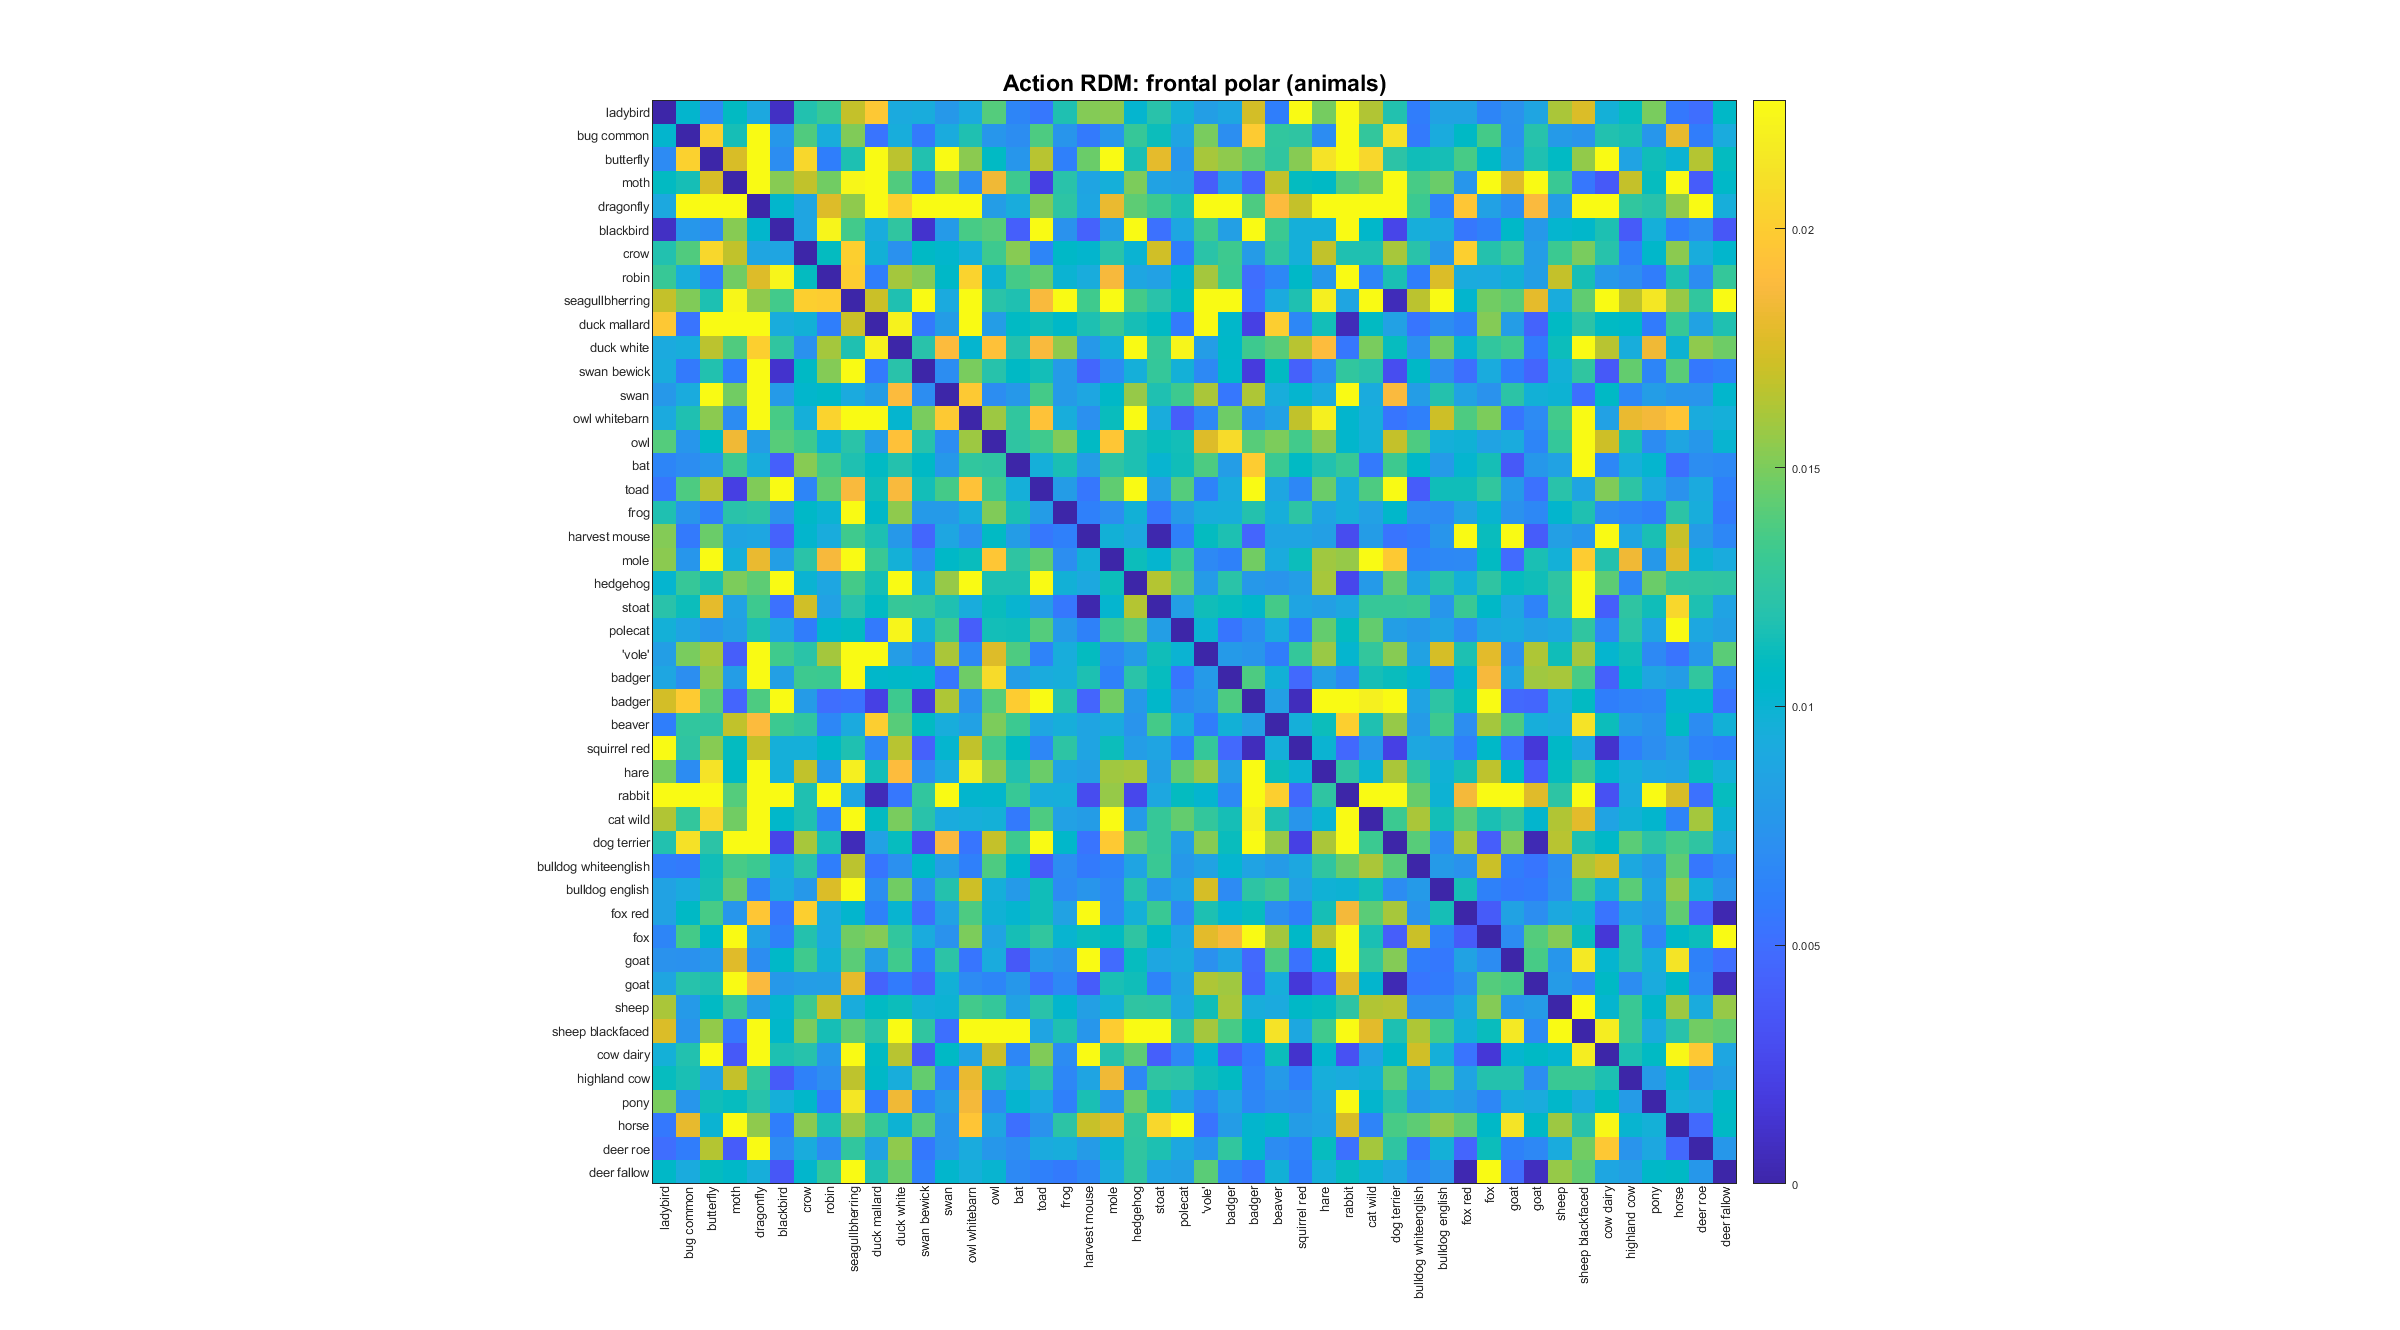 Action RDM: frontal polar (animals)
ladybird
bug common
butterfly
moth
dragonfly
blackbird
crow
robin
seagullbherring
duck mallard
duck white
swan bewick
swan
owl whitebarn
owl
bat
toad
frog
harvest mouse
mole
hedgehog
stoat
polecat
'vole'
badger
badger
beaver
squirrel red
hare
rabbit
cat wild
dog terrier
bulldog whiteenglish
bulldog english
fox red
fox
goat
goat
sheep
sheep blackfaced
cow dairy
highland cow
pony
horse
deer roe
deer fallow
ladybird
bug common
butterfly
moth
dragonfly
blackbird
crow
robin
seagullbherring
duck mallard
duck white
swan bewick
swan
owl whitebarn
owl
bat
toad
frog
harvest mouse
mole
hedgehog
stoat
polecat
'vole'
badger
badger
beaver
squirrel red
hare
rabbit
cat wild
dog terrier
bulldog whiteenglish
bulldog english
fox red
fox
goat
goat
sheep
sheep blackfaced
cow dairy
highland cow
pony
horse
deer roe
deer fallow
0.02
0.015
0.01
0.005
0